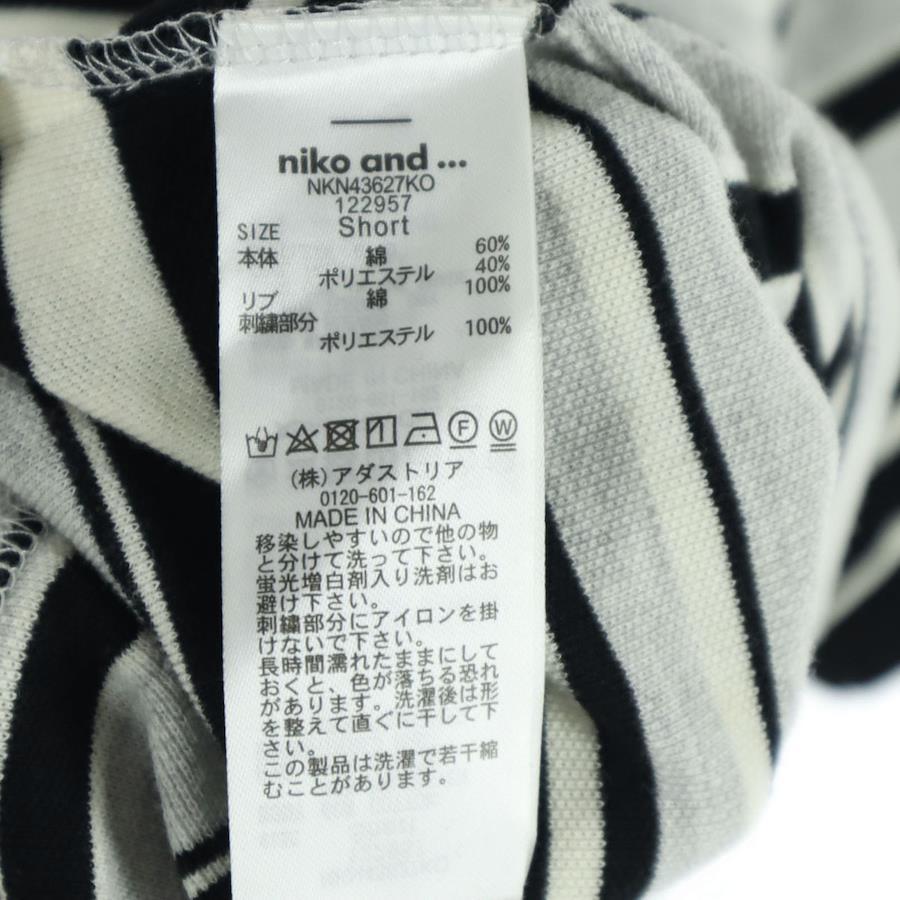 niko and ...
NKN43627KO
122957
SIZE Short
本体 綿 60%
ポリエステル 40%
リブ 綿 100%
刺繍部分
ポリエステル 100%
F W
(株)アダストリア
0120-601-162
MADE IN CHINA
移染しやすいので他の物
と分けて洗って下さい。
蛍光増白剤入り洗剤はお
避け下さい。
刺繍部分にアイロンを掛
けないで下さい。
長時間濡れたままにして
おくと、色が落ちる恐れ
があります。洗濯後は形
を整えて直ぐに干して下
さい。
この製品は洗濯で若干縮
むことがあります。